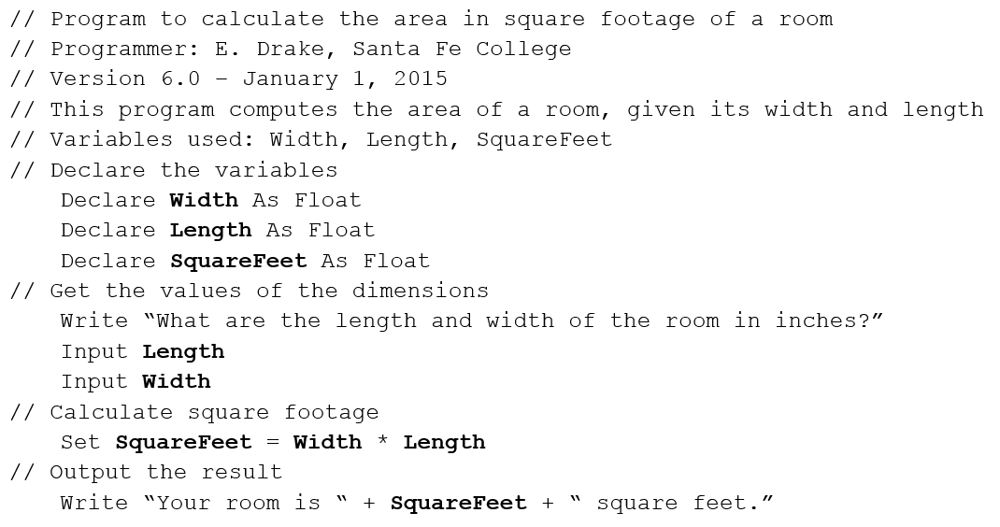 // Program to calculate the area in square footage of a room
// Programmer: E. Drake, Santa Fe College
// Version 6.0 – January 1, 2015
// This program computes the area of a room, given its width and length
// Variables used: Width, Length, SquareFeet
// Declare the variables
Declare Width As Float
Declare Length As Float
Declare SquareFeet As Float
// Get the values of the dimensions
Write “What are the length and width of the room in inches?”
Input Length
Input Width
// Calculate square footage
Set SquareFeet = Width * Length
// Output the result
Write “Your room is “ + SquareFeet + “ square feet.”